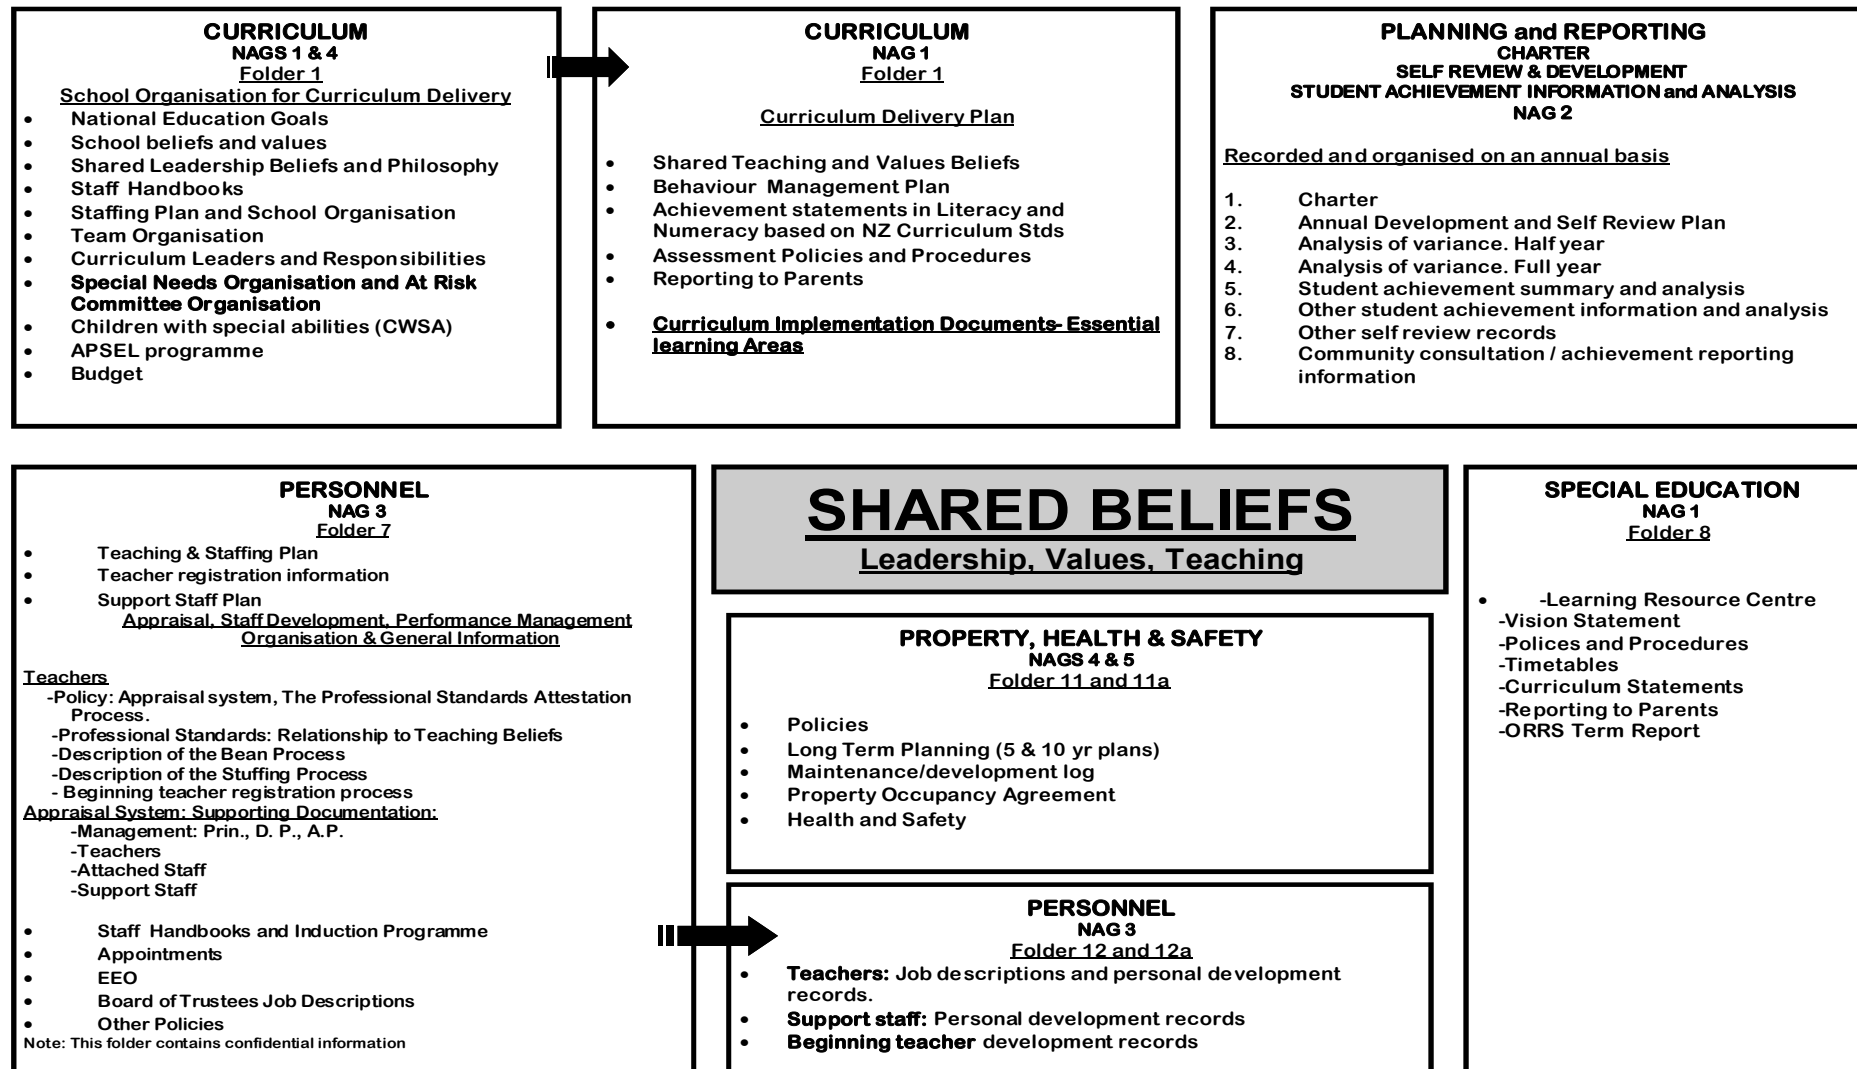 CURRICULUM
NAGS 1 & 4
Folder 1
School Organisation for Curriculum Delivery
• National Education Goals
• School beliefs and values
• Shared Leadership Beliefs and Philosophy
• Staff Handbooks
• Staffing Plan and School Organisation
• Team Organisation
• Curriculum Leaders and Responsibilities
• Special Needs Organisation and At Risk
Committee Organisation
• Children with special abilities (CWSA)
• APSEL programme
• Budget
CURRICULUM
NAG 1
Folder 1
Curriculum Delivery Plan
• Shared Teaching and Values Beliefs
• Behaviour Management Plan
• Achievement statements in Literacy and
Numeracy based on NZ Curriculum Stds
• Assessment Policies and Procedures
• Reporting to Parents
• Curriculum Implementation Documents- Essential
learning Areas
PLANNING and REPORTING
CHARTER
SELF REVIEW & DEVELOPMENT
STUDENT ACHIEVEMENT INFORMATION and ANALYSIS
NAG 2
Recorded and organised on an annual basis
1. Charter
2. Annual Development and Self Review Plan
3. Analysis of variance. Half year
4. Analysis of variance. Full year
5. Student achievement summary and analysis
6. Other student achievement information and analysis
7. Other self review records
8. Community consultation / achievement reporting
information
PERSONNEL
NAG 3
Folder 7
• Teaching & Staffing Plan
• Teacher registration information
• Support Staff Plan
Appraisal, Staff Development, Performance Management
Organisation & General Information
Teachers
-Policy: Appraisal system, The Professional Standards Attestation
Process.
-Professional Standards: Relationship to Teaching Beliefs
-Description of the Bean Process
-Description of the Stuffing Process
- Beginning teacher registration process
Appraisal System: Supporting Documentation:
-Management: Prin., D. P., A.P.
-Teachers
-Attached Staff
-Support Staff
• Staff Handbooks and Induction Programme
• Appointments
• EEO
• Board of Trustees Job Descriptions
• Other Policies
Note: This folder contains confidential information
SHARED BELIEFS
Leadership, Values, Teaching
PROPERTY, HEALTH & SAFETY
NAGS 4 & 5
Folder 11 and 11a
• Policies
• Long Term Planning (5 & 10 yr plans)
• Maintenance/development log
• Property Occupancy Agreement
• Health and Safety
PERSONNEL
NAG 3
Folder 12 and 12a
• Teachers: Job descriptions and personal development
records.
• Support staff: Personal development records
• Beginning teacher development records
SPECIAL EDUCATION
NAG 1
Folder 8
• -Learning Resource Centre
-Vision Statement
-Polices and Procedures
-Timetables
-Curriculum Statements
-Reporting to Parents
-ORRS Term Report